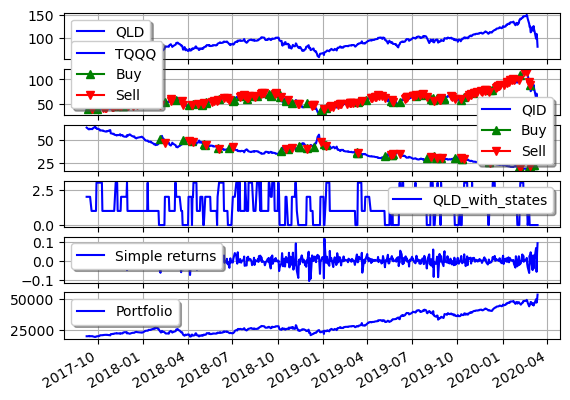 150
QLD
100
TQQQ
Buy
100
Sell
50
QID
Buy
50
Sell
25
2.5
QLD_with_states
0.0
0.1
Simple returns
0.0
−0.1
50000
Portfolio
25000
2017-10
2018-01
2018-04
2018-07
2018-10
2019-01
2019-04
2019-07
2019-10
2020-01
2020-04